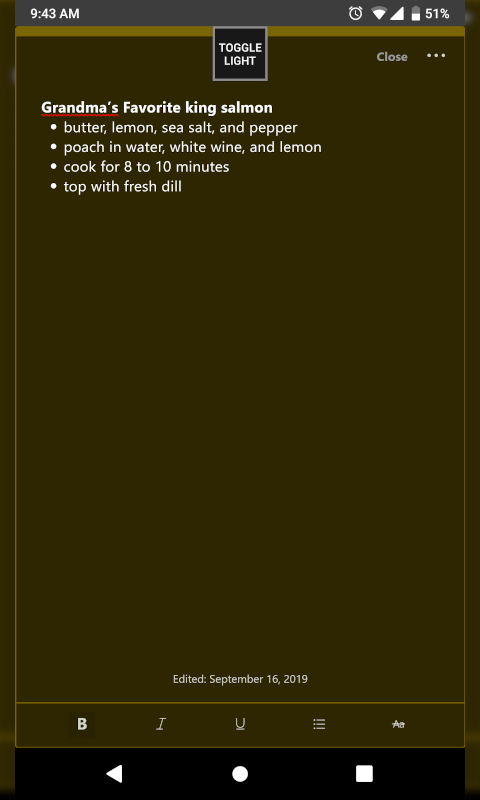 9:43 AM
51%
TOGGLE
LIGHT
Close
Grandma's Favorite king salmon
butter, lemon, sea salt, and pepper
poach in water, white wine, and lemon
cook for 8 to 10 minutes
top with fresh dill
Edited: September 16, 2019
B I U Aa